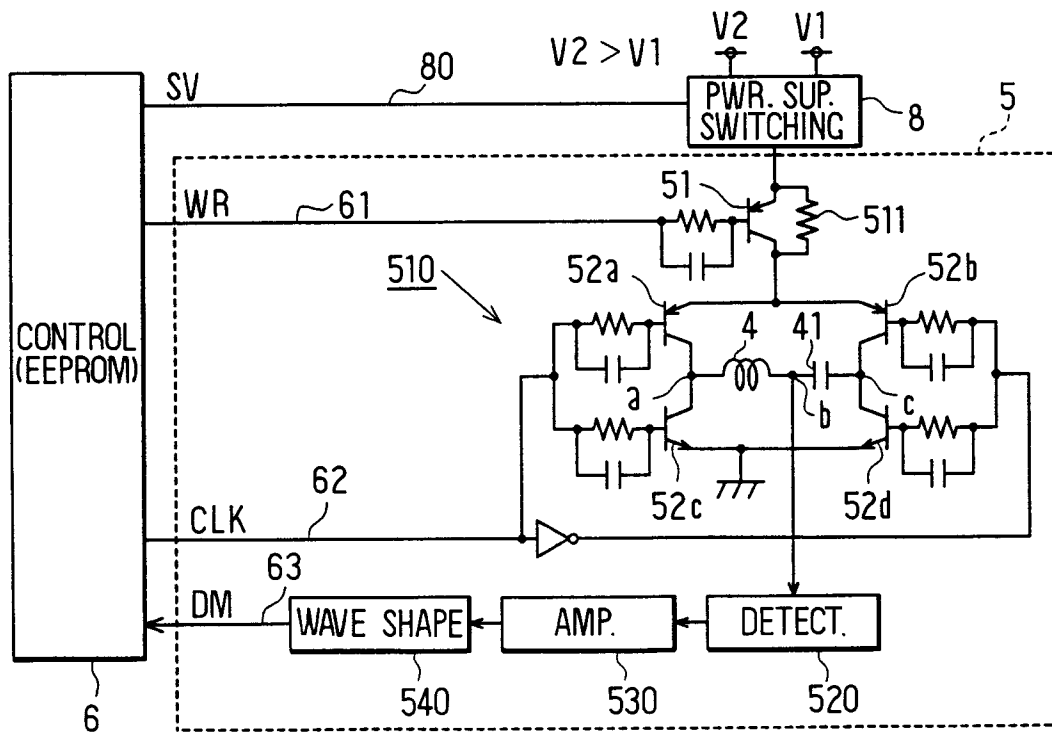 V2 V1
V2 > V1
SV
80
PWR. SUP.
SWITCHING
8
5
WR
61
51
511
510
52a
52b
CONTROL
(EEPROM)
4
41
a
b
c
52c
52d
62
CLK
63
DM
WAVE SHAPE
AMP.
DETECT.
6
540
530
520